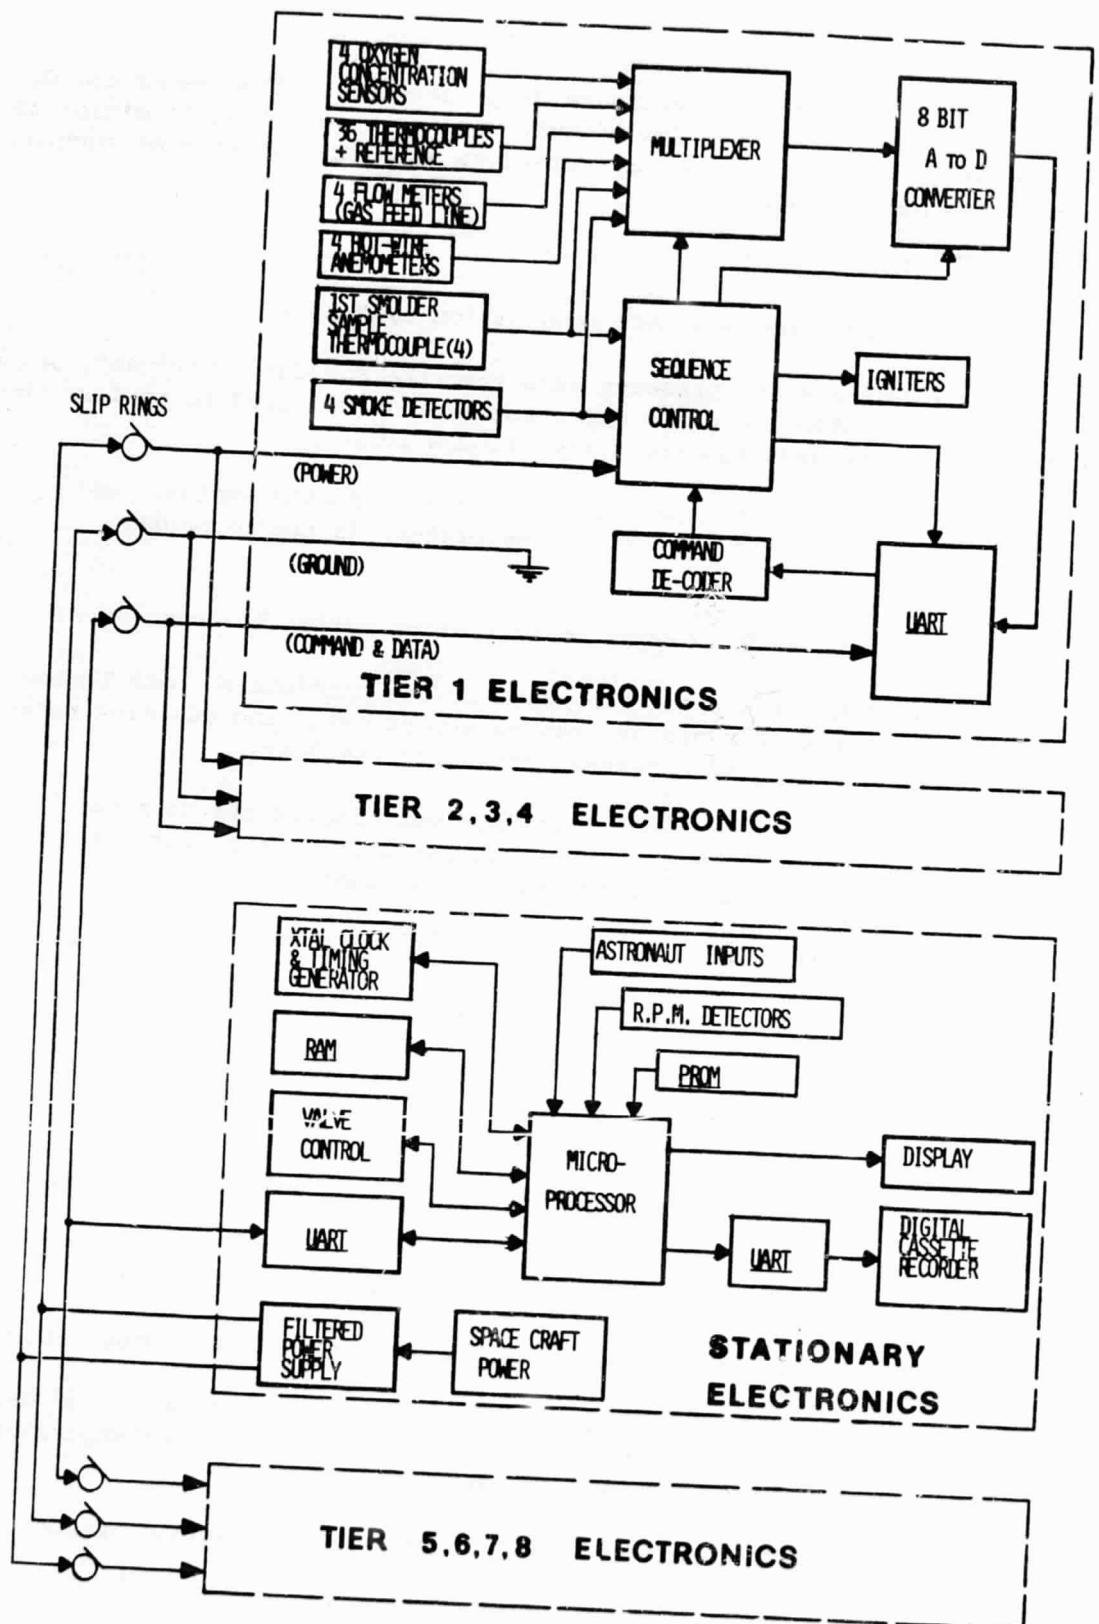 4 OXYGEN
CONCENTRATION
SENSORS
36 THERMOCOUPLES
+ REFERENCE
4 FLOW METERS
(GAS FEED LINE)
4 HOT-WIRE
ANEMOMETERS
1ST SMOLDER
SAMPLE
THERMOCOUPLE(4)
4 SMOKE DETECTORS
MULTIPLEXER
8 BIT
A TO D
CONVERTER
SEQUENCE
CONTROL
IGNITERS
SLIP RINGS
(POWER)
(GROUND)
(COMMAND & DATA)
COMMAND
DE-CODER
UART
TIER 1 ELECTRONICS
TIER 2,3,4 ELECTRONICS
XTAL CLOCK
& TIMING
GENERATOR
RAM
VALVE
CONTROL
UART
ASTRONAUT INPUTS
R.P.M. DETECTORS
PROM
MICRO-
PROCESSOR
DISPLAY
UART
DIGITAL
CASSETTE
RECORDER
FILTERED
POWER
SUPPLY
SPACE CRAFT
POWER
STATIONARY
ELECTRONICS
TIER 5,6,7,8 ELECTRONICS